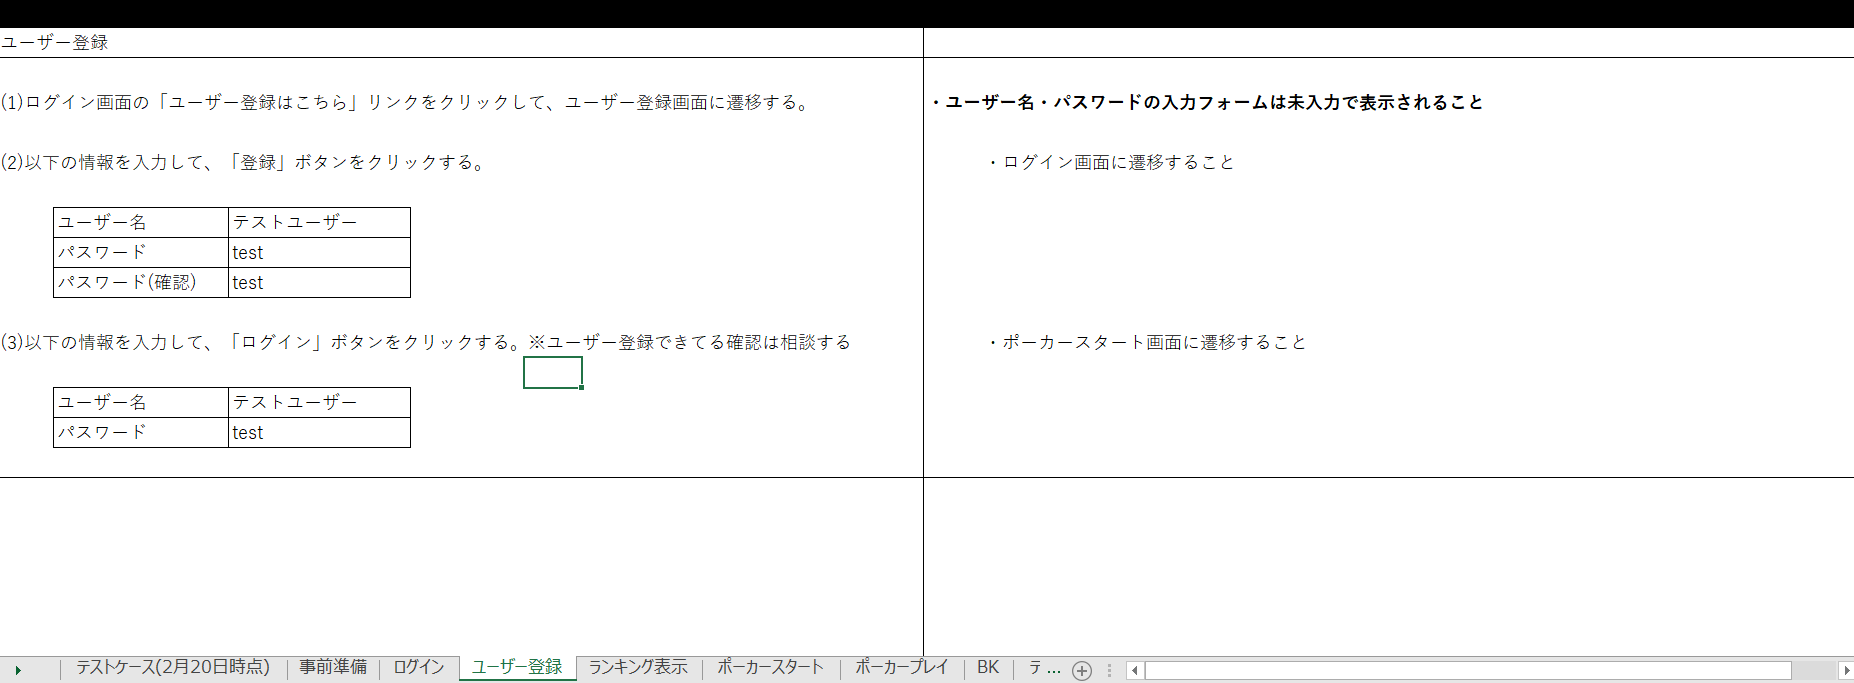 ユーザー登録
(1)ログイン画面の「ユーザー登録はこちら」リンクをクリックして、ユーザー登録画面に遷移する。
・ユーザー名・パスワードの入力フォームは未入力で表示されること
(2)以下の情報を入力して、「登録」ボタンをクリックする。
・ログイン画面に遷移すること
ユーザー名 テストユーザー
パスワード test
パスワード(確認) test
(3)以下の情報を入力して、「ログイン」ボタンをクリックする。※ユーザー登録できてる確認は相談する
・ポーカースタート画面に遷移すること
ユーザー名 テストユーザー
パスワード test
テストケース(2月20日時点) 事前準備 ログイン ユーザー登録 ランキング表示 ポーカースタート ポーカープレイ BK テ ...